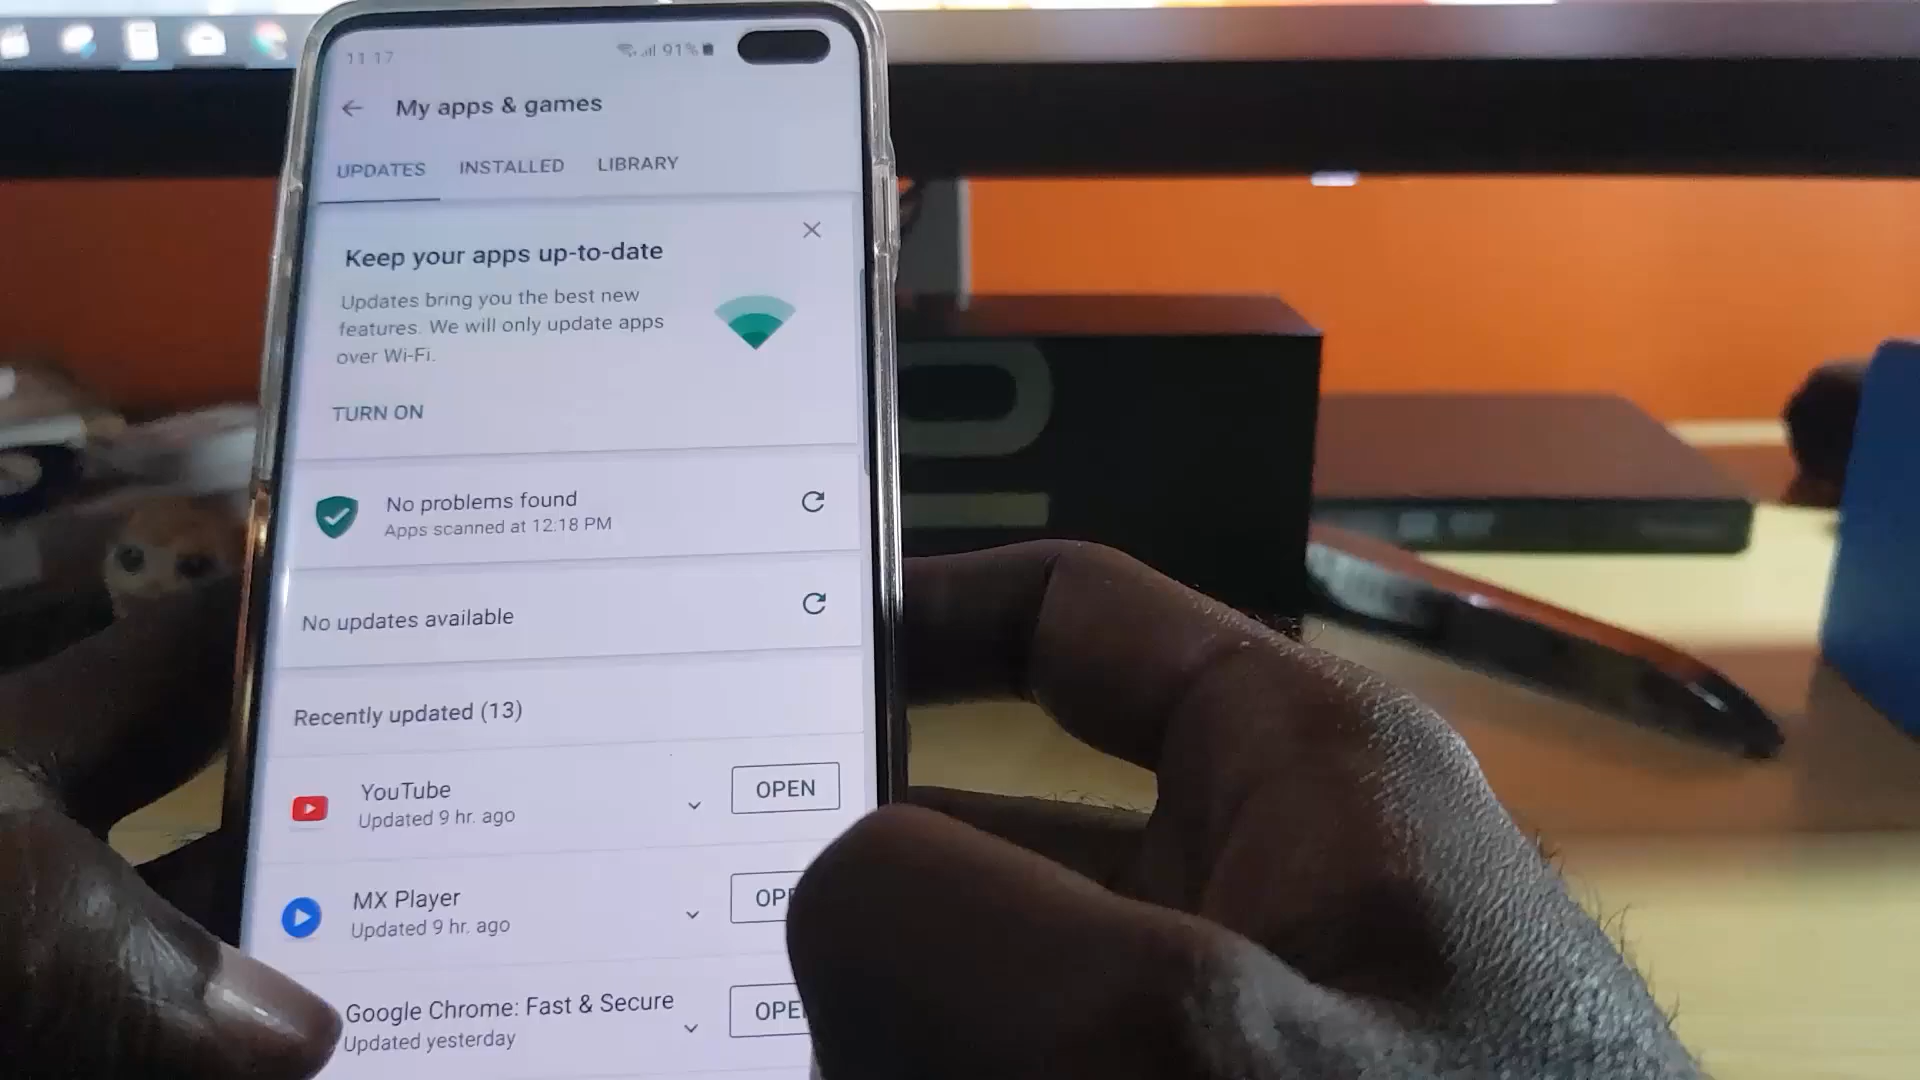 11 17
91%
My apps & games
UPDATES INSTALLED LIBRARY
Keep your apps up-to-date
Updates bring you the best new
features. We will only update apps
over Wi-Fi.
TURN ON
No problems found
Apps scanned at 12:18 PM
No updates available
Recently updated (13)
YouTube
Updated 9 hr. ago
OPEN
MX Player
Updated 9 hr. ago
OP
Google Chrome: Fast & Secure
Updated yesterday
OPE